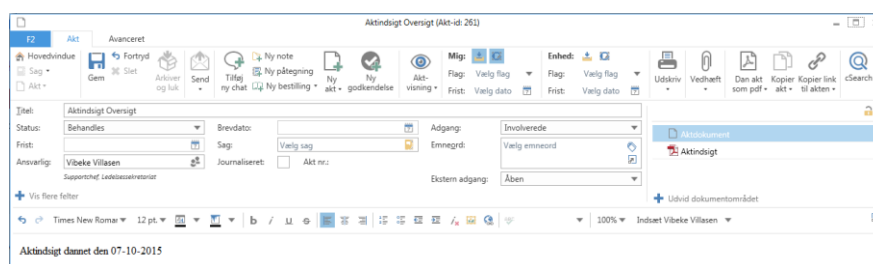 Aktindsigt Oversigt (Akt-id: 261)
F2 Akt Avanceret
Hovedvindue
Sag
Akt
Gem
Fortryd
Slet
Arkiver og luk
Send
Tilføj ny chat
Ny note
Ny påtegning
Ny bestilling
Ny akt
Ny godkendelse
Akt-visning
Mig:
Flag: Vælg flag
Frist: Vælg dato
Enhed:
Flag: Vælg flag
Frist: Vælg dato
Udskriv
Vedhæft
Dan akt som pdf
Kopier akt
Kopier link til akten
cSearch
Titel: Aktindsigt Oversigt
Status: Behandles Brevdato: Adgang: Involverede
Frist: Sag: Vælg sag Emneord: Vælg emneord
Ansvarlig: Vibeke Villasen Journaliseret: Akt nr.:
Supportchef, Ledelsessekretariat
Ekstern adgang: Åben
Vis flere felter
Aktdokument
Aktindsigt
Udvid dokumentområdet
Times New Romar 12 pt. b i u 100% Indsæt Vibeke Villasen
Aktindsigt dannet den 07-10-2015